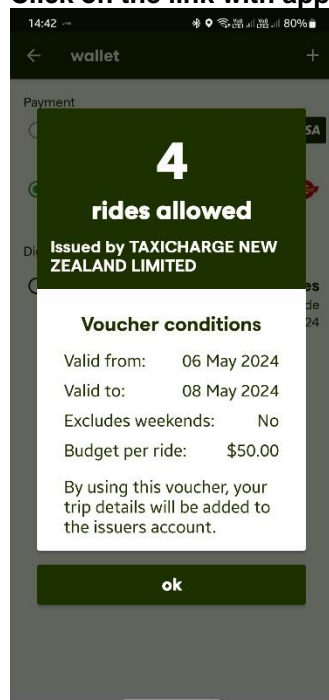 Click on the link with app
14:42
80%
wallet
Payment
4
rides allowed
Issued by TAXICHARGE NEW
ZEALAND LIMITED
Voucher conditions
Valid from: 06 May 2024
Valid to: 08 May 2024
Excludes weekends: No
Budget per ride: $50.00
By using this voucher, your
trip details will be added to
the issuers account.
ok